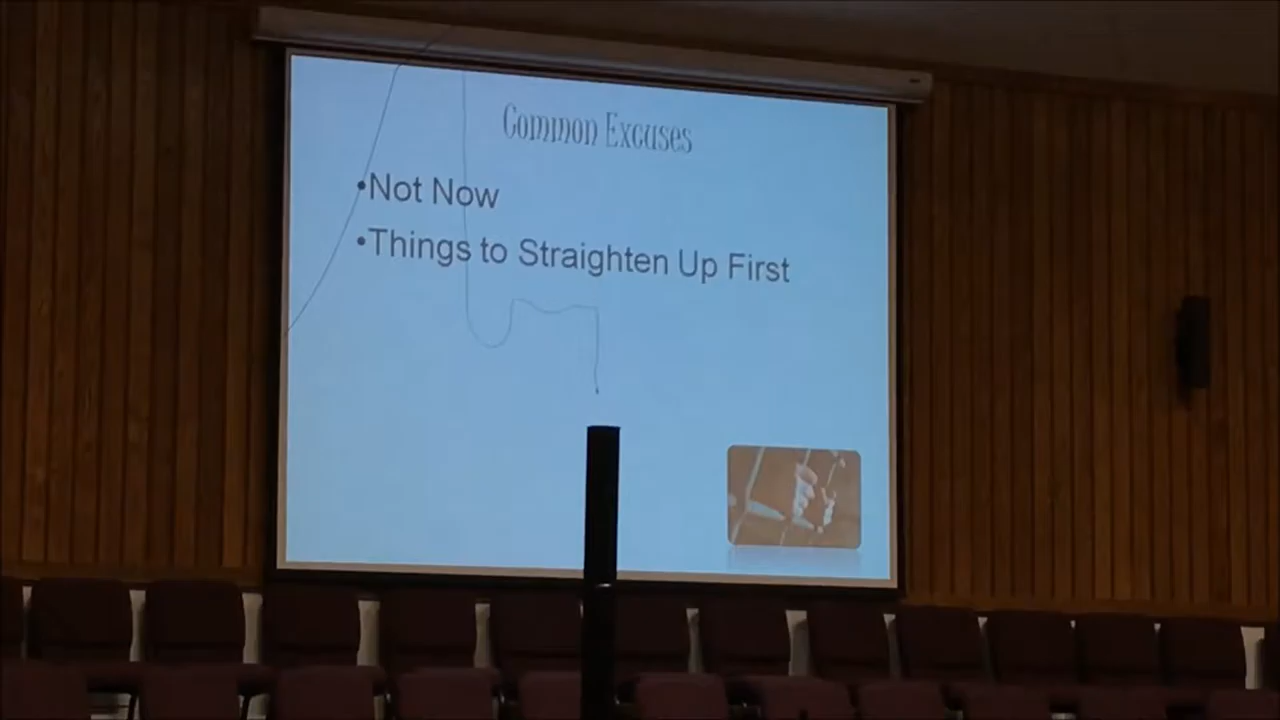 Common Excuses
•Not Now
•Things to Straighten Up First